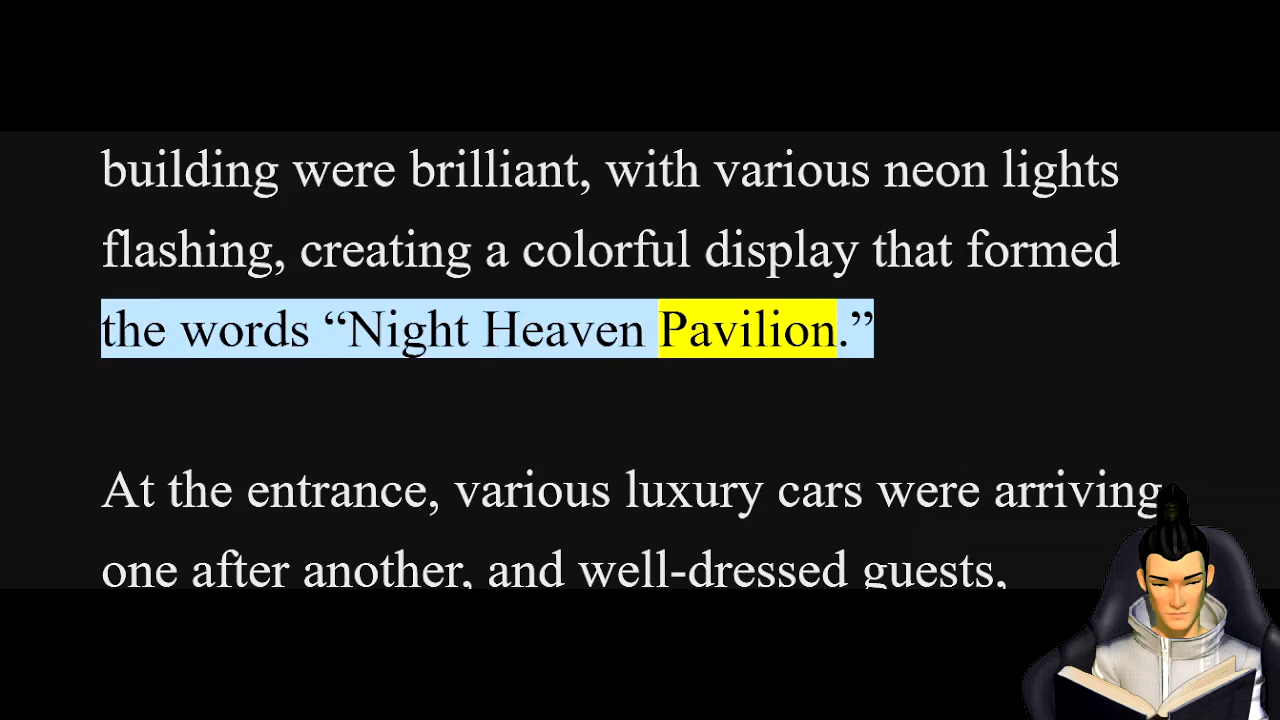 building were brilliant, with various neon lights
flashing, creating a colorful display that formed
the words “Night Heaven Pavilion.”
At the entrance, various luxury cars were arriving
one after another, and well-dressed guests,